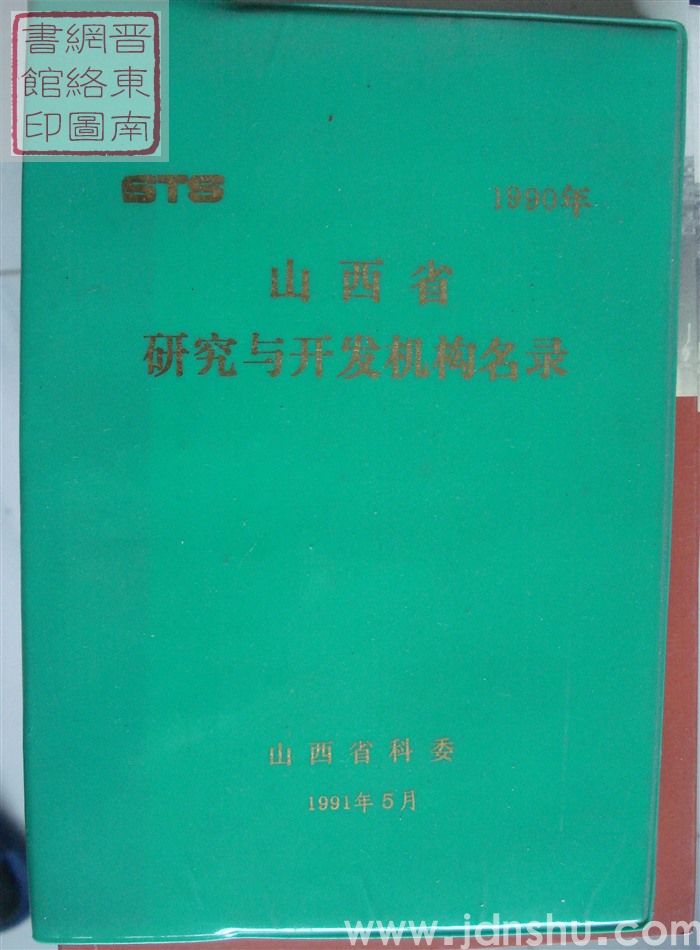 晋東南
網絡圖
書館印
STS
1990年
山西省
研究与开发机构名录
山西省科委
1991年5月
www.jdnshu.com